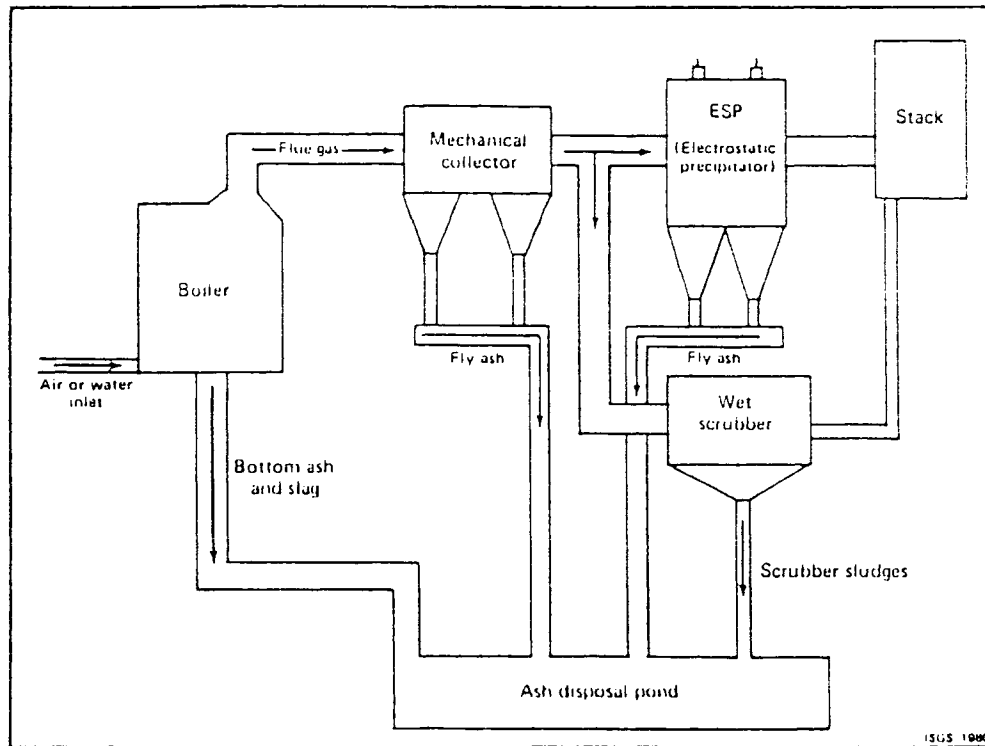 Flue gas
Mechanical
collector
ESP
(Electrostatic
precipitator)
Stack
Boiler
Air or water
inlet
Fly ash
Fly ash
Wet
scrubber
Bottom ash
and slag
Scrubber sludges
Ash disposal pond
ISGS 1980